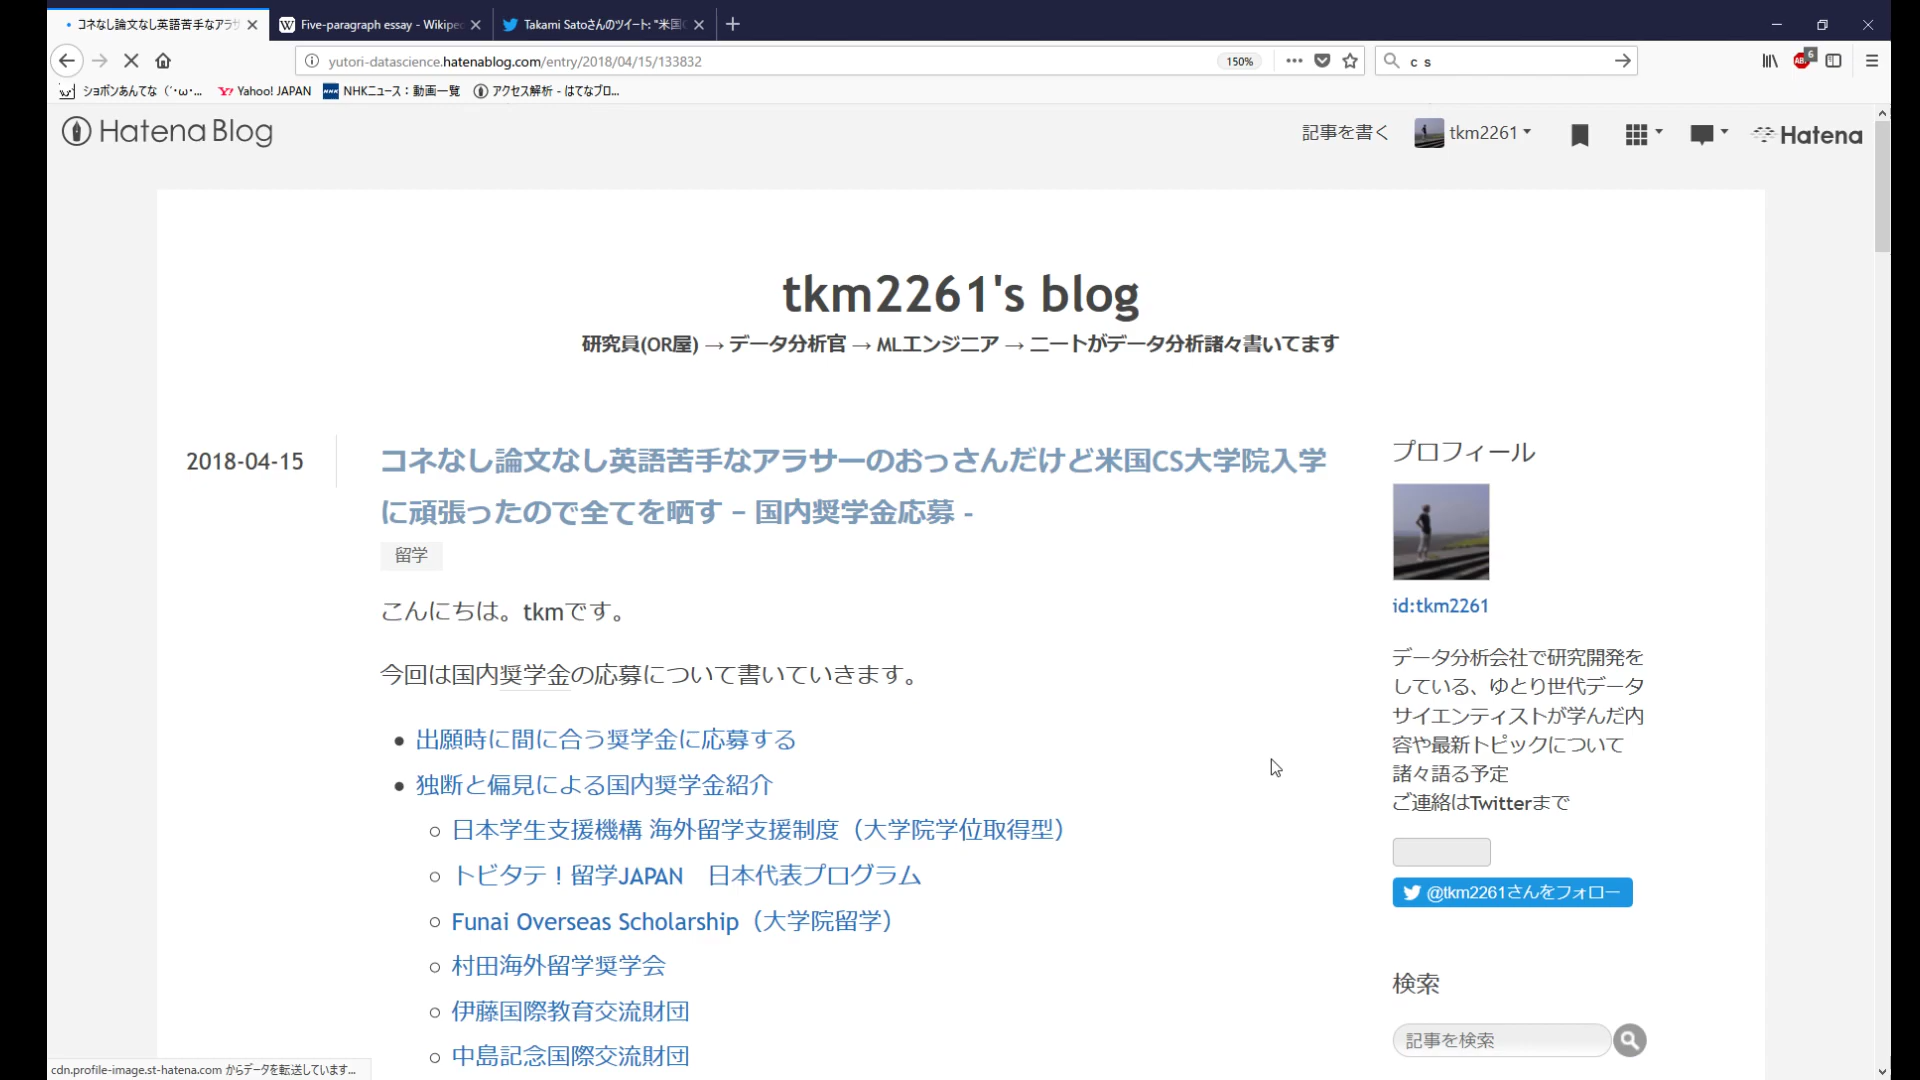 コネなし論文なし英語苦手なアラサ
Five-paragraph essay - Wikipe
Takami Satoさんのツイート: "米国C
yutori-datascience.hatenablog.com/entry/2018/04/15/133832
150%
c s
6
ショボンあんてな（´･ω･...
Yahoo! JAPAN
NHKニュース：動画一覧
アクセス解析 - はてなブロ...
Hatena Blog
記事を書く
tkm2261
Hatena
tkm2261's blog
研究員(OR屋) → データ分析官 → MLエンジニア → ニートがデータ分析諸々書いてます
2018-04-15
コネなし論文なし英語苦手なアラサーのおっさんだけど米国CS大学院入学
に頑張ったので全てを晒す – 国内奨学金応募 -
留学
こんにちは。tkmです。
今回は国内奨学金の応募について書いていきます。
出願時に間に合う奨学金に応募する
独断と偏見による国内奨学金紹介
日本学生支援機構 海外留学支援制度（大学院学位取得型）
トビタテ！留学JAPAN　日本代表プログラム
Funai Overseas Scholarship（大学院留学）
村田海外留学奨学会
伊藤国際教育交流財団
中島記念国際交流財団
プロフィール
id:tkm2261
データ分析会社で研究開発を
している、ゆとり世代データ
サイエンティストが学んだ内
容や最新トピックについて
諸々語る予定
ご連絡はTwitterまで
@tkm2261さんをフォロー
検索
記事を検索
cdn.profile-image.st-hatena.com からデータを転送しています...